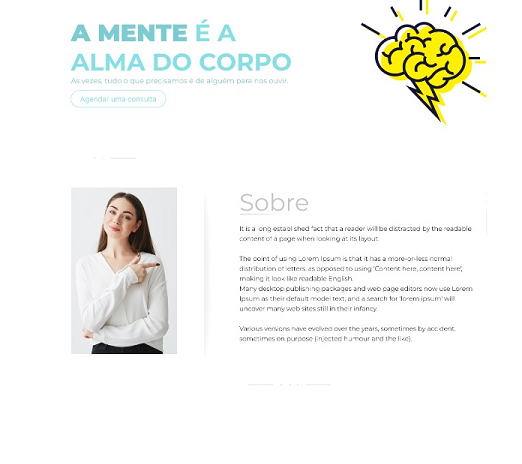 A MENTE É A
ALMA DO CORPO
As vezes, tudo o que precisamos é de alguém para nos ouvir.
Agendar uma consulta
Sobre
It is a long established fact that a reader will be distracted by the readable
content of a page when looking at its layout.
The point of using Lorem Ipsum is that it has a more-or-less normal
distribution of letters, as opposed to using 'Content here, content here',
making it look like readable English.
Many desktop publishing packages and web page editors now use Lorem
Ipsum as their default model text, and a search for 'lorem ipsum' will
uncover many web sites still in their infancy.
Various versions have evolved over the years, sometimes by accident,
sometimes on purpose (injected humour and the like).